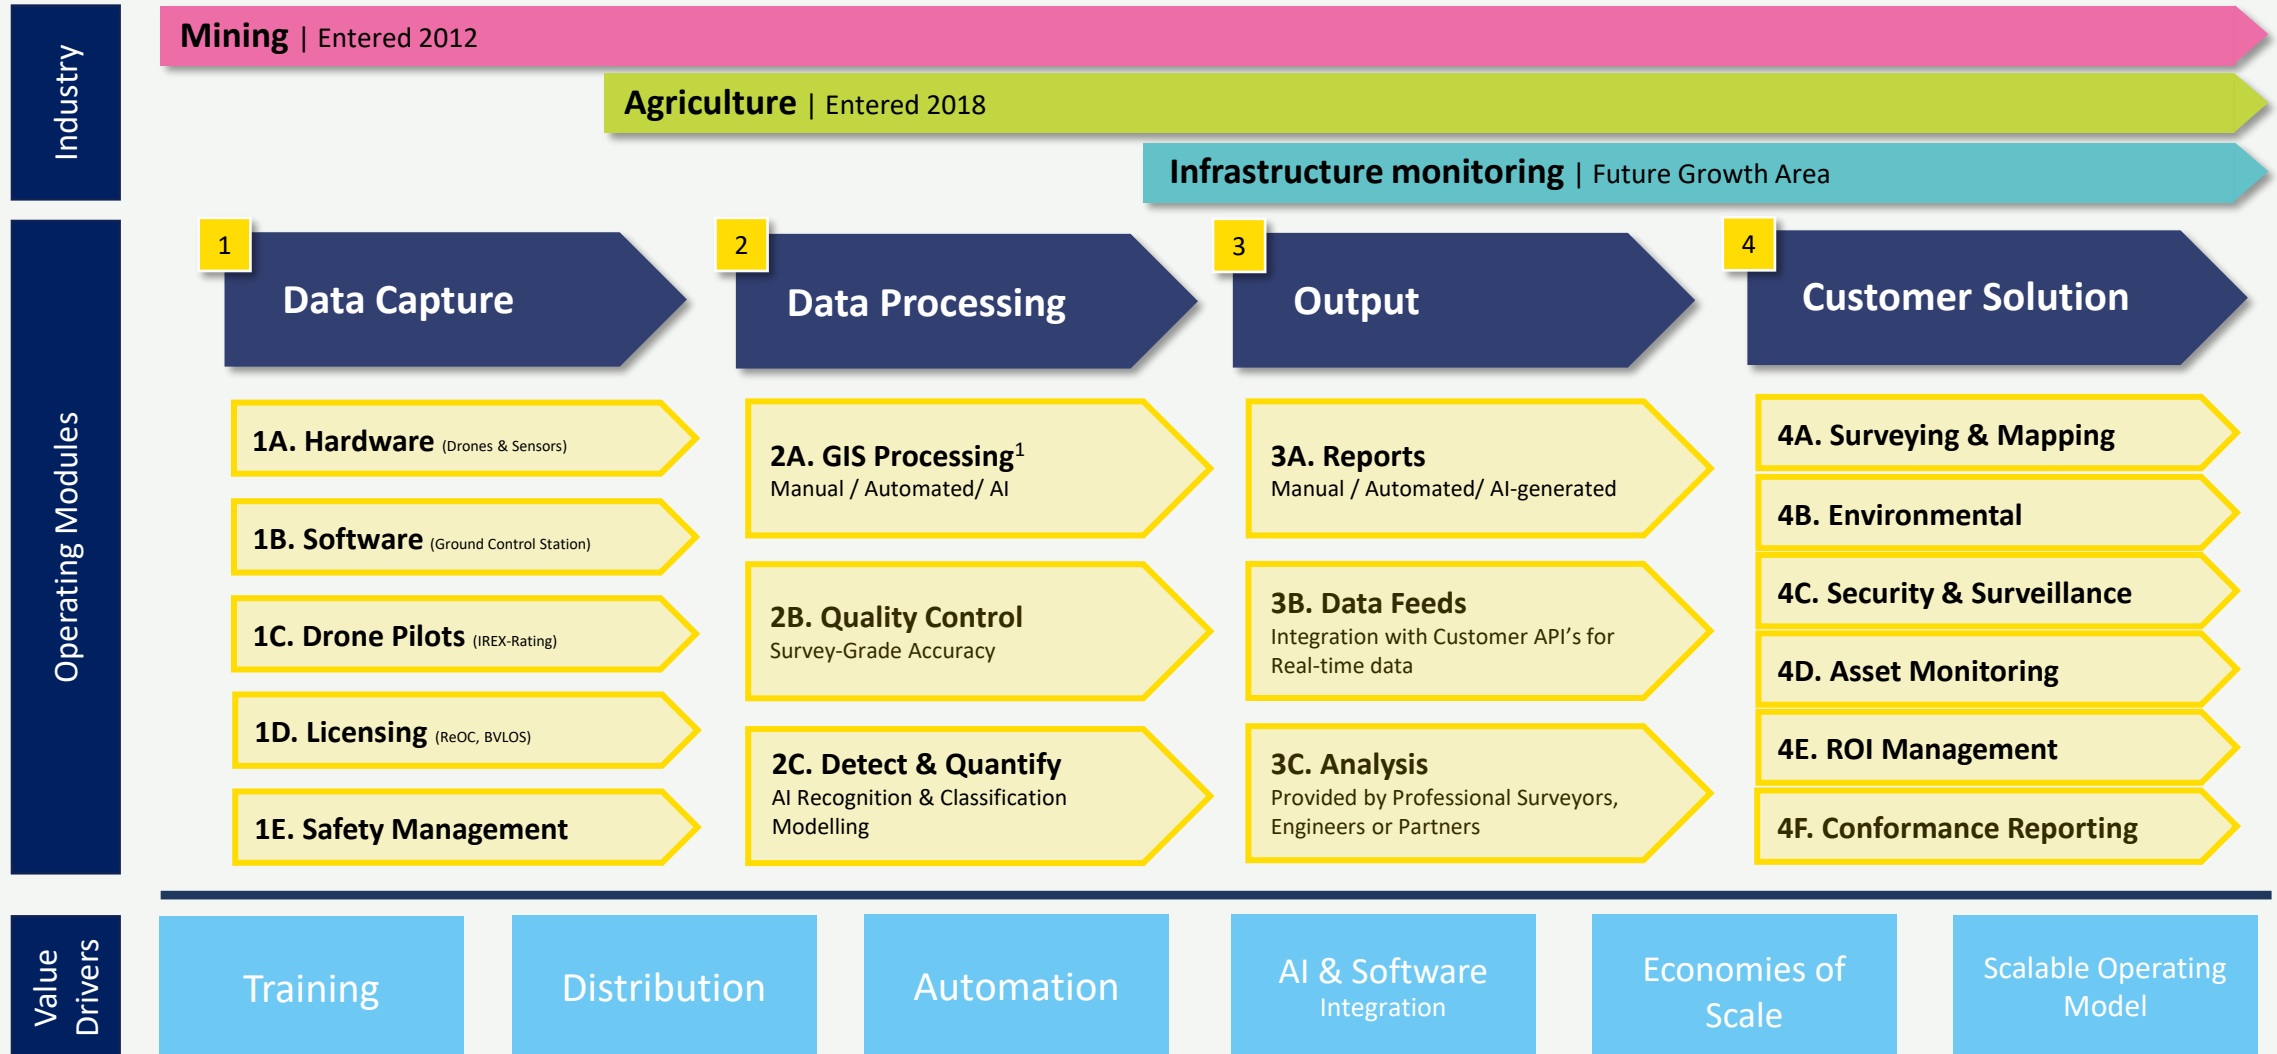 Industry
Mining | Entered 2012
Agriculture | Entered 2018
Infrastructure monitoring | Future Growth Area
Operating Modules
1
Data Capture
1A. Hardware (Drones & Sensors)
1B. Software (Ground Control Station)
1C. Drone Pilots (IREX-Rating)
1D. Licensing (ReOC, BVLOS)
1E. Safety Management
2
Data Processing
2A. GIS Processing¹
Manual / Automated/ AI
2B. Quality Control
Survey-Grade Accuracy
2C. Detect & Quantify
AI Recognition & Classification
Modelling
3
Output
3A. Reports
Manual / Automated/ AI-generated
3B. Data Feeds
Integration with Customer API’s for
Real-time data
3C. Analysis
Provided by Professional Surveyors,
Engineers or Partners
4
Customer Solution
4A. Surveying & Mapping
4B. Environmental
4C. Security & Surveillance
4D. Asset Monitoring
4E. ROI Management
4F. Conformance Reporting
Value
Drivers
Training
Distribution
Automation
AI & Software
Integration
Economies of
Scale
Scalable Operating
Model